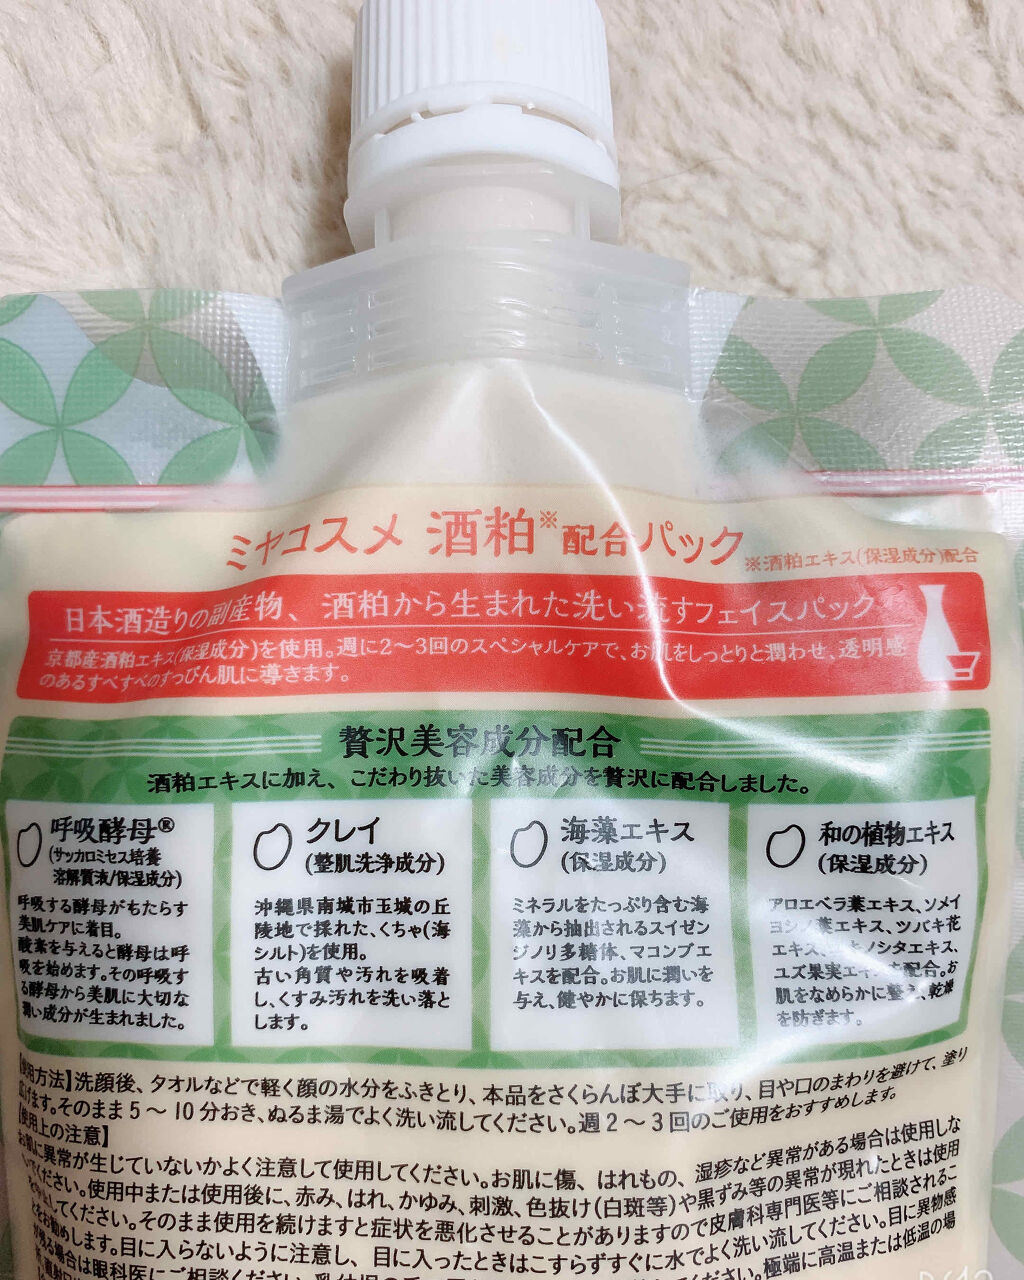 ミヤコスメ 酒粕※配合パック ※酒粕エキス(保湿成分)配合
日本酒造りの副産物、酒粕から生まれた洗い流すフェイスパック
京都産酒粕エキス(保湿成分)を使用。週に2〜3回のスペシャルケアで、お肌をしっとりと潤わせ、透明感
のあるすべすべのすっぴん肌に導きます。
贅沢美容成分配合
酒粕エキスに加え、こだわり抜いた美容成分を贅沢に配合しました。
呼吸酵母®
(サッカロミセス培養
溶解質液/保湿成分)
呼吸する酵母がもたらす
美肌ケアに着目。
酸素を与えると酵母は呼
吸を始めます。その呼吸す
る酵母から美肌に大切な
潤い成分が生まれました。
クレイ
(整肌洗浄成分)
沖縄県南城市玉城の丘
陵地で採れた、くちゃ(海
シルト)を使用。
古い角質や汚れを吸着
し、くすみ汚れを洗い落と
します。
海藻エキス
(保湿成分)
ミネラルをたっぷり含む海
藻から抽出されるスイゼン
ジノリ多糖体、マコンブエ
キスを配合。お肌に潤いを
与え、健やかに保ちます。
和の植物エキス
(保湿成分)
アロエベラ葉エキス、ソメイ
ヨシノ葉エキス、ツバキ花
エキス、ノシタエキス、
ユズ果実エキスを配合。お
肌をなめらかに整え、乾燥
を防ぎます。
【使用方法】洗顔後、タオルなどで軽く顔の水分をふきとり、本品をさくらんぼ大手に取り、目や口のまわりを避けて、塗り
広げます。そのまま5〜10分おき、ぬるま湯でよく洗い流してください。週2〜3回のご使用をおすすめします。
【使用上の注意】
お肌に異常が生じていないかよく注意して使用してください。お肌に傷、はれもの、湿疹など異常がある場合は使用しな
いでください。使用中または使用後に、赤み、はれ、かゆみ、刺激、色抜け(白斑等)や黒ずみ等の異常が現れたときは使用
を中止してください。そのまま使用を続けますと症状を悪化させることがありますので皮膚科専門医等にご相談されるこ
とをお勧めします。目に入らないように注意し、目に入ったときはこすらずすぐに水でよく洗い流してください。目に異物感
が残る場合は眼科医にご相談ください。 極端に高温または低温の場